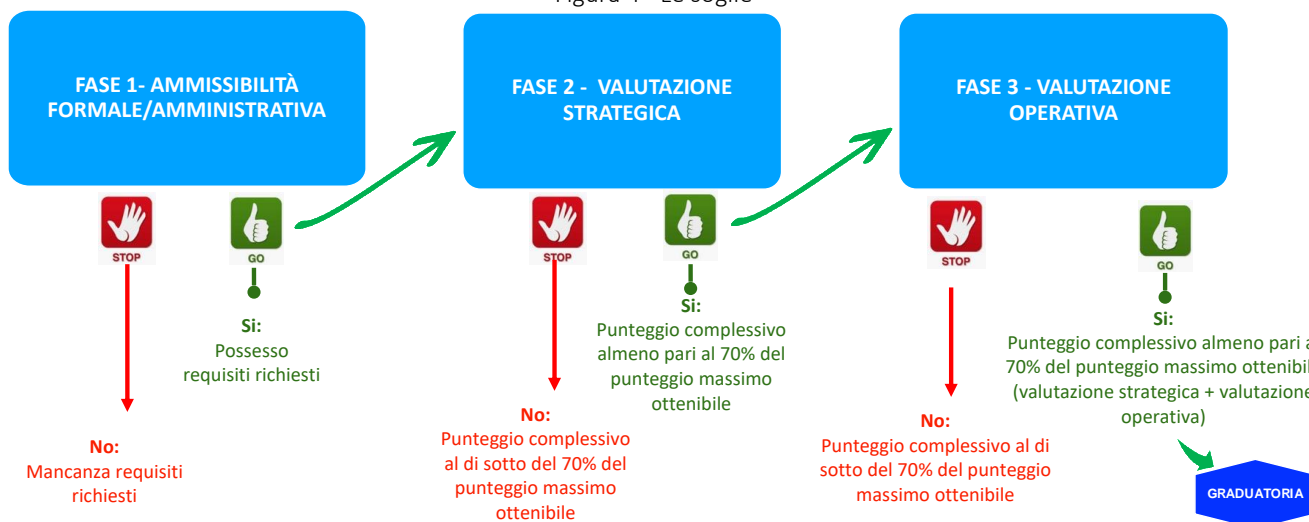 FASE 1- AMMISSIBILITÀ
FORMALE/AMMINISTRATIVA
FASE 2 - VALUTAZIONE
STRATEGICA
FASE 3 - VALUTAZIONE
OPERATIVA
STOP
GO
STOP
GO
STOP
GO
Si:
Possesso
requisiti richiesti
No:
Mancanza requisiti
richiesti
Si:
Punteggio complessivo
almeno pari al 70% del
punteggio massimo
ottenibile
No:
Punteggio complessivo
al di sotto del 70% del
punteggio massimo
ottenibile
Si:
Punteggio complessivo almeno pari a
70% del punteggio massimo ottenibil
(valutazione strategica + valutazione
operativa)
No:
Punteggio complessivo al di
sotto del 70% del punteggio
massimo ottenibile
GRADUATORIA